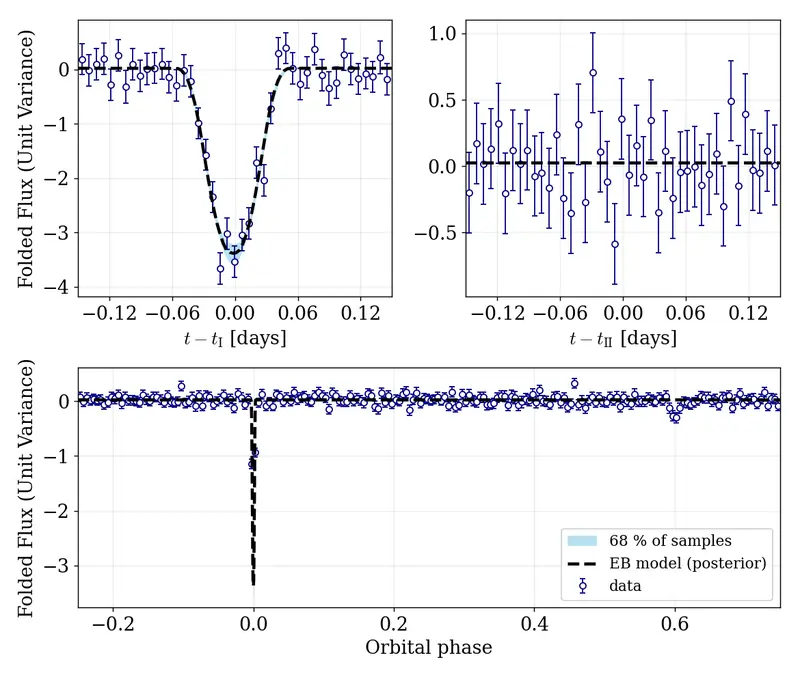 Folded Flux (Unit Variance)
0
−1
−2
−3
−4
−0.12 −0.06 0.00 0.06 0.12
t − t_I [days]
1.0
0.5
0.0
−0.5
−0.12 −0.06 0.00 0.06 0.12
t − t_II [days]
Folded Flux (Unit Variance)
0
−1
−2
−3
68 % of samples
EB model (posterior)
data
−0.2 0.0 0.2 0.4 0.6
Orbital phase